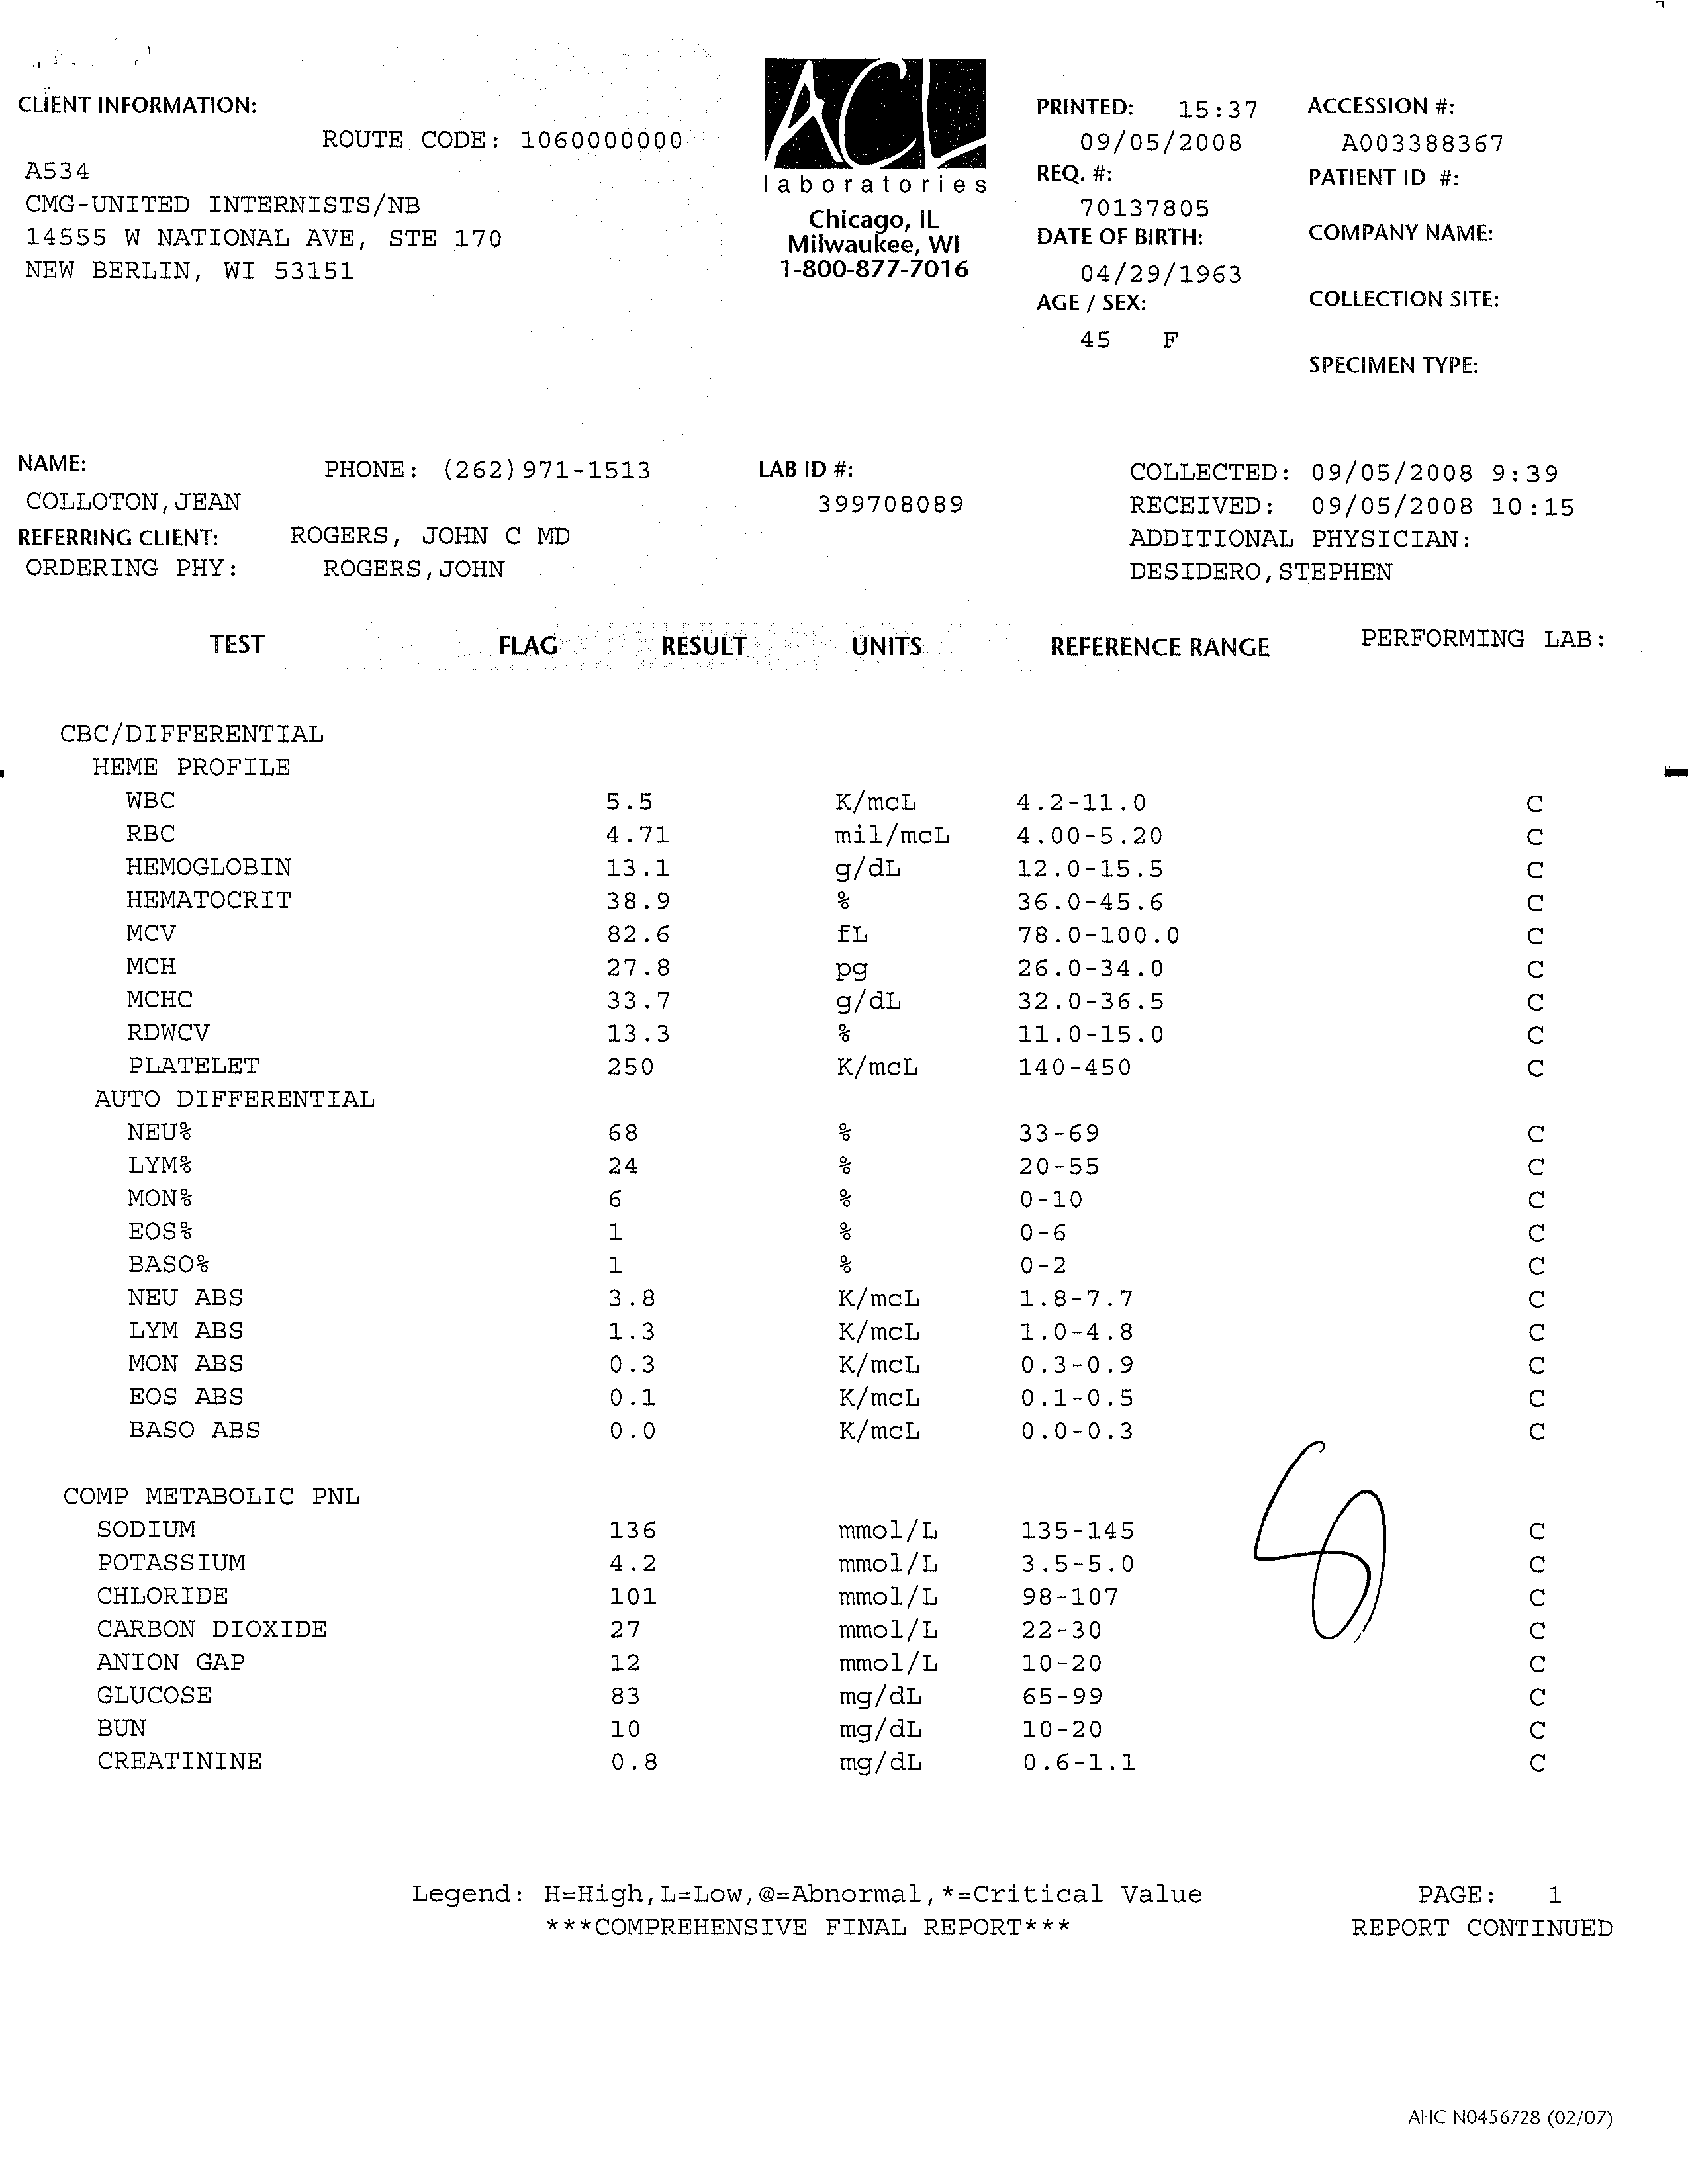 CLIENT INFORMATION:
ROUTE CODE: 1060000000
A534
CMG-UNITED INTERNISTS/NB
14555 W NATIONAL AVE, STE 170
NEW BERLIN, WI 53151
ACL
laboratories
Chicago, IL
Milwaukee, WI
1-800-877-7016
PRINTED: 15:37
09/05/2008
REQ. #:
70137805
DATE OF BIRTH:
04/29/1963
AGE / SEX:
45 F
ACCESSION #:
A003388367
PATIENT ID #:
COMPANY NAME:
COLLECTION SITE:
SPECIMEN TYPE:
NAME: PHONE: (262)971-1513 LAB ID #: COLLECTED: 09/05/2008 9:39
COLLOTON,JEAN 399708089 RECEIVED: 09/05/2008 10:15
REFERRING CLIENT: ROGERS, JOHN C MD ADDITIONAL PHYSICIAN:
ORDERING PHY: ROGERS,JOHN DESIDERO,STEPHEN
TEST FLAG RESULT UNITS REFERENCE RANGE PERFORMING LAB:
CBC/DIFFERENTIAL
HEME PROFILE
WBC 5.5 K/mcL 4.2-11.0 C
RBC 4.71 mil/mcL 4.00-5.20 C
HEMOGLOBIN 13.1 g/dL 12.0-15.5 C
HEMATOCRIT 38.9 % 36.0-45.6 C
MCV 82.6 fL 78.0-100.0 C
MCH 27.8 pg 26.0-34.0 C
MCHC 33.7 g/dL 32.0-36.5 C
RDWCV 13.3 % 11.0-15.0 C
PLATELET 250 K/mcL 140-450 C
AUTO DIFFERENTIAL
NEU% 68 % 33-69 C
LYM% 24 % 20-55 C
MON% 6 % 0-10 C
EOS% 1 % 0-6 C
BASO% 1 % 0-2 C
NEU ABS 3.8 K/mcL 1.8-7.7 C
LYM ABS 1.3 K/mcL 1.0-4.8 C
MON ABS 0.3 K/mcL 0.3-0.9 C
EOS ABS 0.1 K/mcL 0.1-0.5 C
BASO ABS 0.0 K/mcL 0.0-0.3 C
COMP METABOLIC PNL
SODIUM 136 mmol/L 135-145 C
POTASSIUM 4.2 mmol/L 3.5-5.0 C
CHLORIDE 101 mmol/L 98-107 C
CARBON DIOXIDE 27 mmol/L 22-30 C
ANION GAP 12 mmol/L 10-20 C
GLUCOSE 83 mg/dL 65-99 C
BUN 10 mg/dL 10-20 C
CREATININE 0.8 mg/dL 0.6-1.1 C
Legend: H=High,L=Low,@=Abnormal,*=Critical Value PAGE: 1
***COMPREHENSIVE FINAL REPORT*** REPORT CONTINUED
AHC N0456728 (02/07)